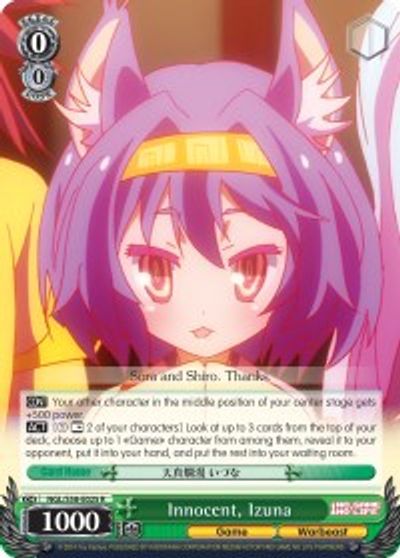 0
0
Sora and Shiro. Thanks.
CONT Your other character in the middle position of your center stage gets
+500 power.
ACT [(2) 2 of your characters] Look at up to 3 cards from the top of your
deck, choose up to 1 «Game» character from among them, reveal it to your
opponent, put it into your hand, and put the rest into your waiting room.
天真爛漫 いづな
1000
Innocent, Izuna
Game Warbeast